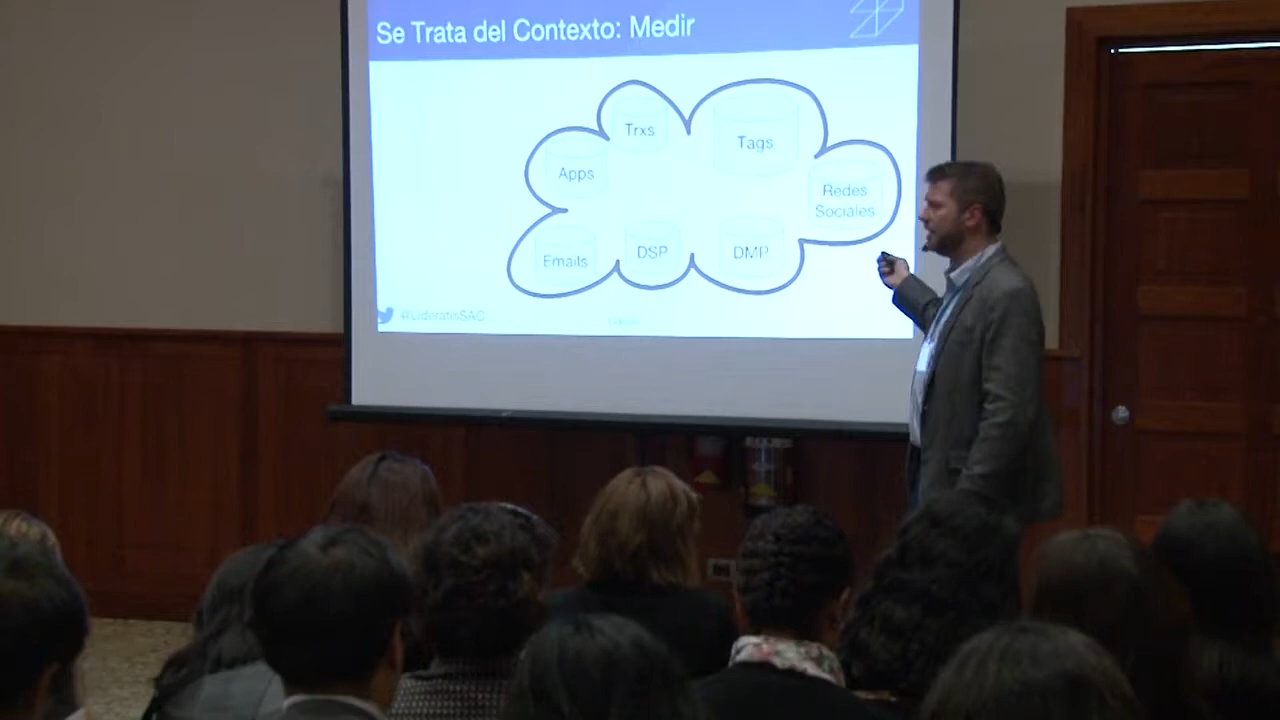 Se Trata del Contexto: Medir
Trxs
Tags
Apps
Redes
Sociales
Emails
DSP
DMP
@LideratisSAC